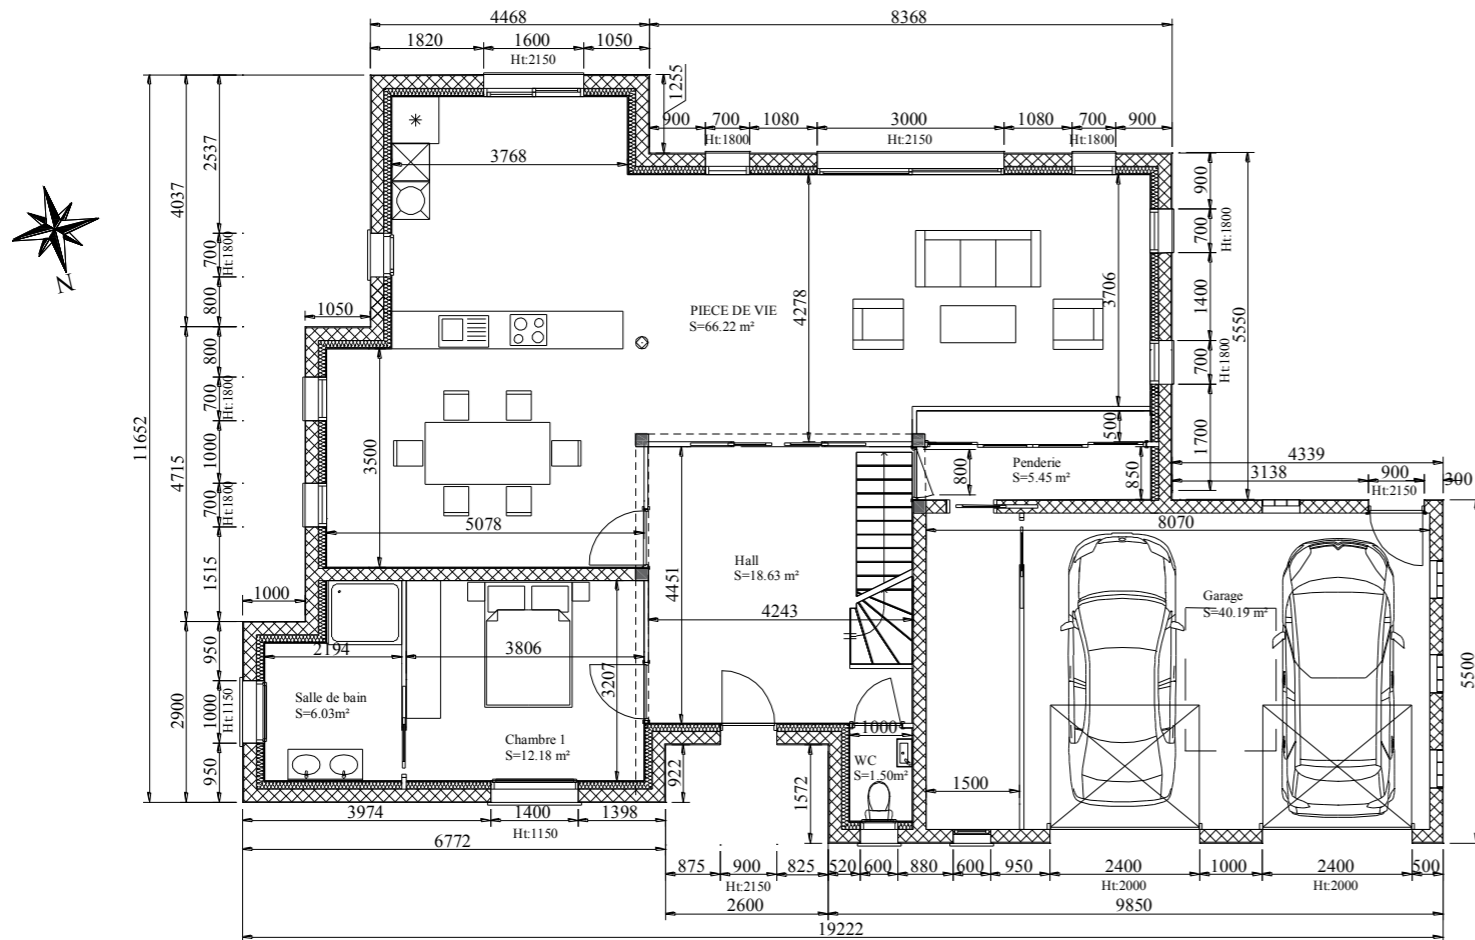 4468
8368
1820
1600
1050
Ht:2150
1255
900
700
1080
3000
1080
700
900
Ht:1800
Ht:2150
Ht:1800
3768
2537
4037
900
700
Ht:1800
N
700
Ht:1800
4278
3706
1400
5550
800
1050
PIECE DE VIE
S=66.22 m²
800
700
Ht:1800
700
Ht:1800
11652
500
1700
1000
4715
3500
4339
3138
900
300
Ht:2150
800
Penderie
S=5.45 m²
850
700
Ht:1800
5078
8070
1515
Hall
S=18.63 m²
4451
1000
4243
Garage
S=40.19 m²
950
2194
3806
3207
5500
2900
1000
Ht:1150
Salle de bain
S=6.03m²
Chambre 1
S=12.18 m²
1000
WC
S=1.50m²
950
922
1572
1500
3974
1400
1398
Ht:1150
6772
875
900
825
520
600
880
600
950
2400
1000
2400
500
Ht:2150
Ht:2000
Ht:2000
2600
9850
19222